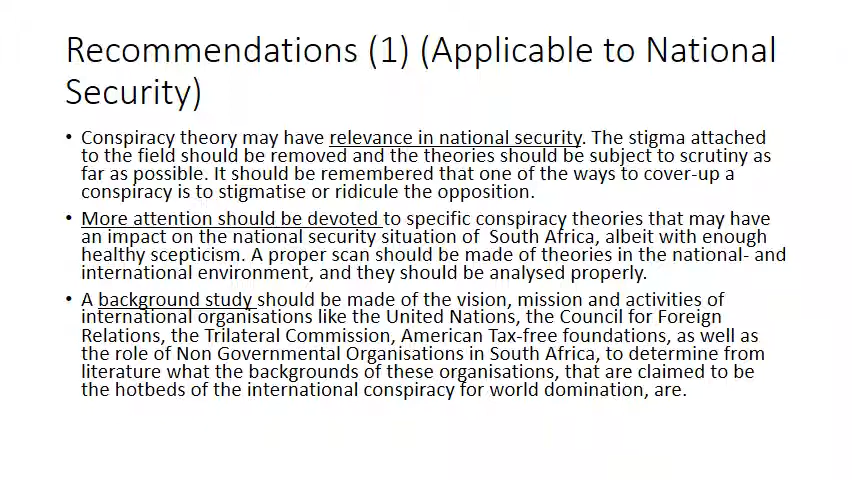 Recommendations (1) (Applicable to National
Security)
• Conspiracy theory may have relevance in national security. The stigma attached
to the field should be removed and the theories should be subject to scrutiny as
far as possible. It should be remembered that one of the ways to cover-up a
conspiracy is to stigmatise or ridicule the opposition.
• More attention should be devoted to specific conspiracy theories that may have
an impact on the national security situation of South Africa, albeit with enough
healthy scepticism. A proper scan should be made of theories in the national- and
international environment, and they should be analysed properly.
• A background study should be made of the vision, mission and activities of
international organisations like the United Nations, the Council for Foreign
Relations, the Trilateral Commission, American Tax-free foundations, as well as
the role of Non Governmental Organisations in South Africa, to determine from
literature what the backgrounds of these organisations, that are claimed to be
the hotbeds of the international conspiracy for world domination, are.